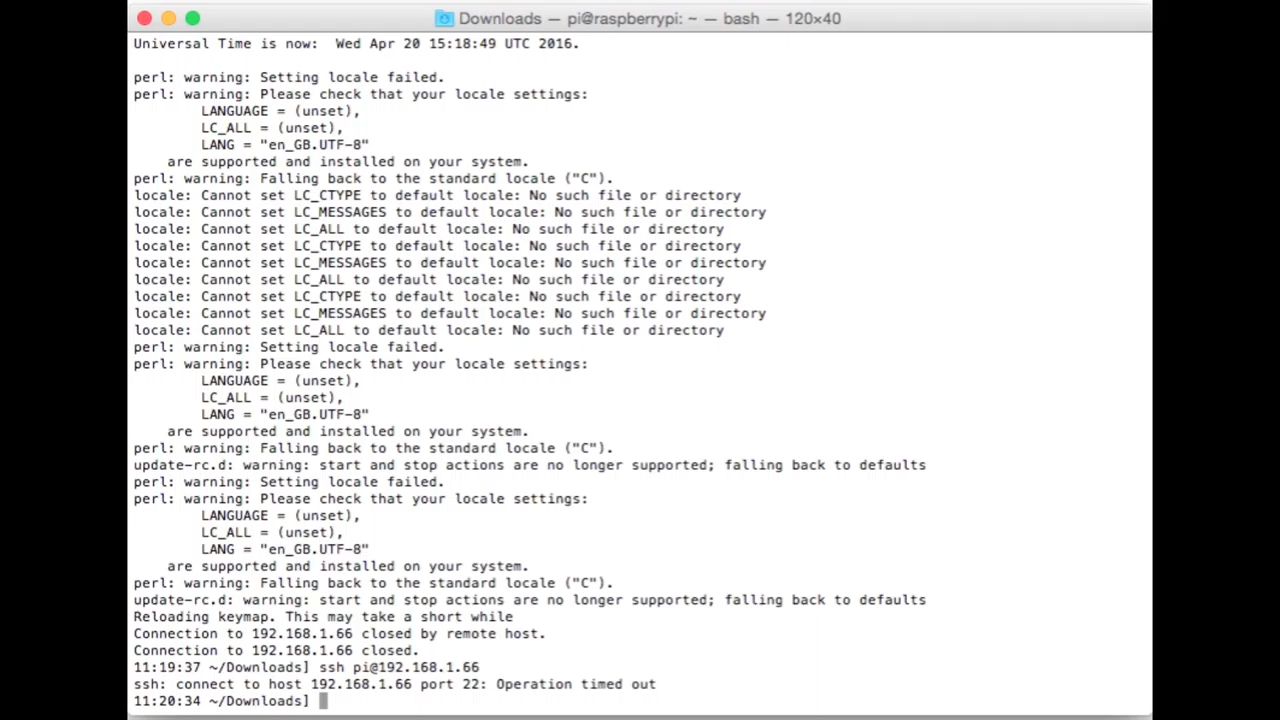 Downloads — pi@raspberrypi: ~ — bash — 120×40
Universal Time is now:  Wed Apr 20 15:18:49 UTC 2016.
perl: warning: Setting locale failed.
perl: warning: Please check that your locale settings:
        LANGUAGE = (unset),
        LC_ALL = (unset),
        LANG = "en_GB.UTF-8"
    are supported and installed on your system.
perl: warning: Falling back to the standard locale ("C").
locale: Cannot set LC_CTYPE to default locale: No such file or directory
locale: Cannot set LC_MESSAGES to default locale: No such file or directory
locale: Cannot set LC_ALL to default locale: No such file or directory
locale: Cannot set LC_CTYPE to default locale: No such file or directory
locale: Cannot set LC_MESSAGES to default locale: No such file or directory
locale: Cannot set LC_ALL to default locale: No such file or directory
locale: Cannot set LC_CTYPE to default locale: No such file or directory
locale: Cannot set LC_MESSAGES to default locale: No such file or directory
locale: Cannot set LC_ALL to default locale: No such file or directory
perl: warning: Setting locale failed.
perl: warning: Please check that your locale settings:
        LANGUAGE = (unset),
        LC_ALL = (unset),
        LANG = "en_GB.UTF-8"
    are supported and installed on your system.
perl: warning: Falling back to the standard locale ("C").
update-rc.d: warning: start and stop actions are no longer supported; falling back to defaults
perl: warning: Setting locale failed.
perl: warning: Please check that your locale settings:
        LANGUAGE = (unset),
        LC_ALL = (unset),
        LANG = "en_GB.UTF-8"
    are supported and installed on your system.
perl: warning: Falling back to the standard locale ("C").
update-rc.d: warning: start and stop actions are no longer supported; falling back to defaults
Reloading keymap. This may take a short while
Connection to 192.168.1.66 closed by remote host.
Connection to 192.168.1.66 closed.
11:19:37 ~/Downloads] ssh pi@192.168.1.66
ssh: connect to host 192.168.1.66 port 22: Operation timed out
11:20:34 ~/Downloads]